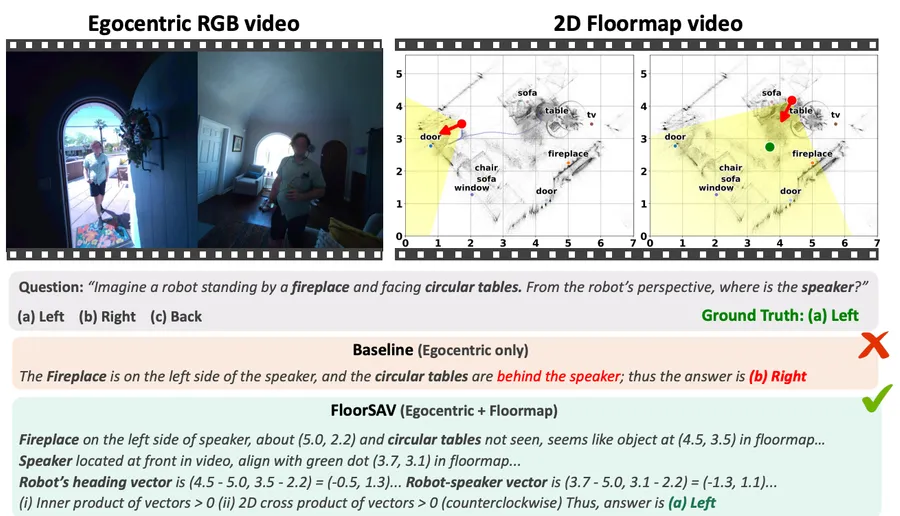 Egocentric RGB video
2D Floormap video
5
4
3
2
1
0
0 1 2 3 4 5 6 7
sofa
table
tv
door
fireplace
chair
sofa
window
door
5
4
3
2
1
0
0 1 2 3 4 5 6 7
sofa
table
tv
door
fireplace
chair
sofa
window
door
Question: “Imagine a robot standing by a fireplace and facing circular tables. From the robot’s perspective, where is the speaker?”
(a) Left (b) Right (c) Back
Ground Truth: (a) Left
Baseline (Egocentric only)
The Fireplace is on the left side of the speaker, and the circular tables are behind the speaker; thus the answer is (b) Right
FloorSAV (Egocentric + Floormap)
Fireplace on the left side of speaker, about (5.0, 2.2) and circular tables not seen, seems like object at (4.5, 3.5) in floormap...
Speaker located at front in video, align with green dot (3.7, 3.1) in floormap...
Robot’s heading vector is (4.5 - 5.0, 3.5 - 2.2) = (-0.5, 1.3)... Robot-speaker vector is (3.7 - 5.0, 3.1 - 2.2) = (-1.3, 1.1)...
(i) Inner product of vectors > 0 (ii) 2D cross product of vectors > 0 (counterclockwise) Thus, answer is (a) Left